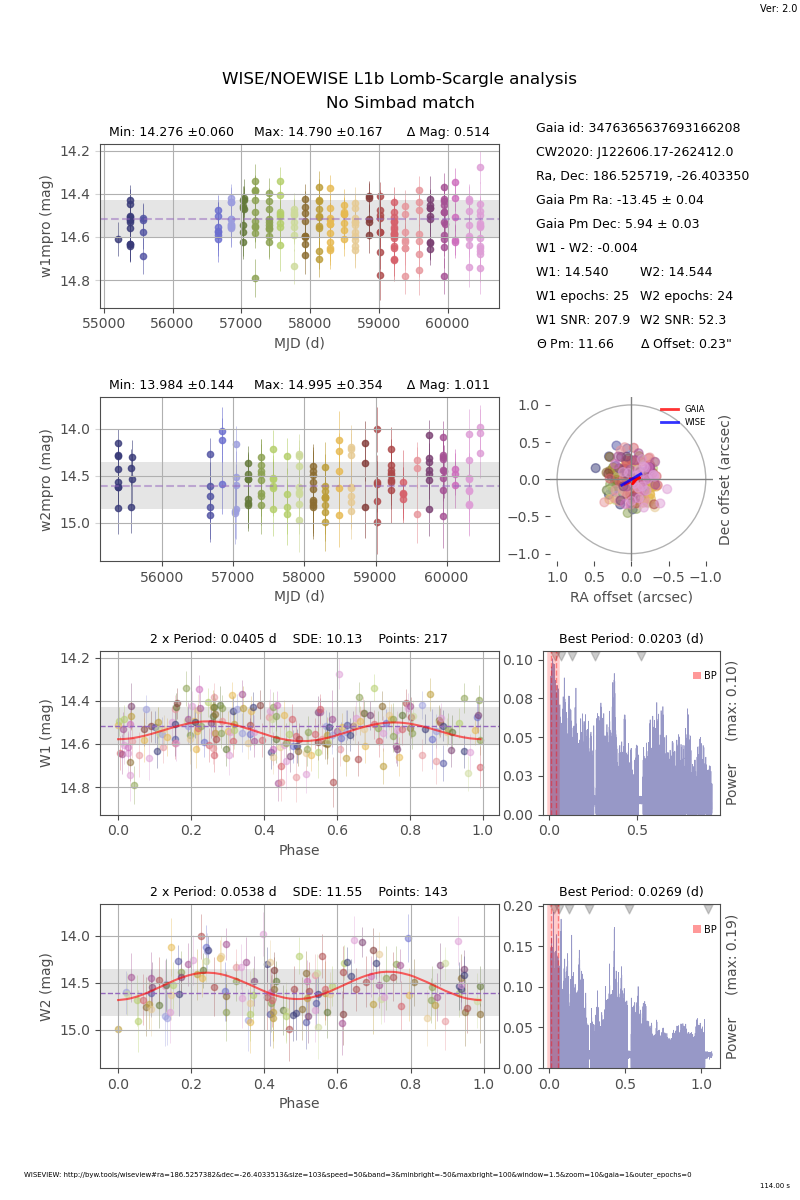 Ver: 2.0
WISE/NOEWISE L1b Lomb-Scargle analysis
No Simbad match
Min: 14.276 ±0.060 Max: 14.790 ±0.167 Δ Mag: 0.514
14.2
14.4
14.6
14.8
w1mpro (mag)
55000 56000 57000 58000 59000 60000
MJD (d)
Gaia id: 3476365637693166208
CW2020: J122606.17-262412.0
Ra, Dec: 186.525719, -26.403350
Gaia Pm Ra: -13.45 ± 0.04
Gaia Pm Dec: 5.94 ± 0.03
W1 - W2: -0.004
W1: 14.540 W2: 14.544
W1 epochs: 25 W2 epochs: 24
W1 SNR: 207.9 W2 SNR: 52.3
Θ Pm: 11.66 Δ Offset: 0.23"
Min: 13.984 ±0.144 Max: 14.995 ±0.354 Δ Mag: 1.011
14.0
14.5
15.0
w2mpro (mag)
56000 57000 58000 59000 60000
MJD (d)
GAIA
WISE
1.0
0.5
0.0
−0.5
−1.0
Dec offset (arcsec)
1.0 0.5 0.0 −0.5 −1.0
RA offset (arcsec)
2 x Period: 0.0405 d SDE: 10.13 Points: 217
14.2
14.4
14.6
14.8
W1 (mag)
0.0 0.2 0.4 0.6 0.8 1.0
Phase
Best Period: 0.0203 (d)
BP
0.10
0.08
0.05
0.03
0.00
Power (max: 0.10)
0.0 0.5
2 x Period: 0.0538 d SDE: 11.55 Points: 143
14.0
14.5
15.0
W2 (mag)
0.0 0.2 0.4 0.6 0.8 1.0
Phase
Best Period: 0.0269 (d)
BP
0.20
0.15
0.10
0.05
0.00
Power (max: 0.19)
0.0 0.5 1.0
WISEVIEW: http://byw.tools/wiseview#ra=186.5257382&dec=-26.4033513&size=103&speed=50&band=3&minbright=-50&maxbright=100&window=1.5&zoom=10&gaia=1&outer_epochs=0
114.00 s